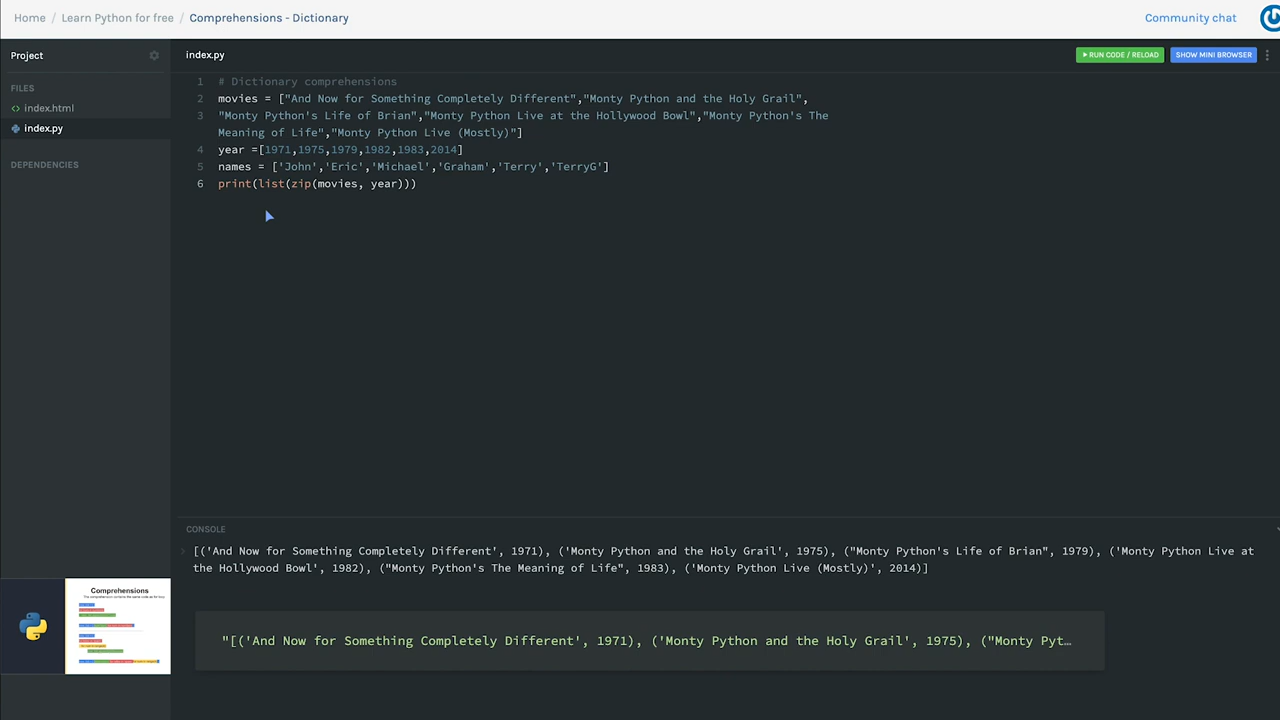 Home / Learn Python for free / Comprehensions - Dictionary
Community chat
Project
index.py
RUN CODE / RELOAD
SHOW MINI BROWSER
FILES
index.html
index.py
DEPENDENCIES
1 # Dictionary comprehensions
2 movies = ["And Now for Something Completely Different","Monty Python and the Holy Grail",
3 "Monty Python's Life of Brian","Monty Python Live at the Hollywood Bowl","Monty Python's The
Meaning of Life","Monty Python Live (Mostly)"]
4 year =[1971,1975,1979,1982,1983,2014]
5 names = ['John','Eric','Michael','Graham','Terry','TerryG']
6 print(list(zip(movies, year)))
CONSOLE
[('And Now for Something Completely Different', 1971), ('Monty Python and the Holy Grail', 1975), ("Monty Python's Life of Brian", 1979), ('Monty Python Live at
the Hollywood Bowl', 1982), ("Monty Python's The Meaning of Life", 1983), ('Monty Python Live (Mostly)', 2014)]
"[('And Now for Something Completely Different', 1971), ('Monty Python and the Holy Grail', 1975), ("Monty Pyt…
Comprehensions